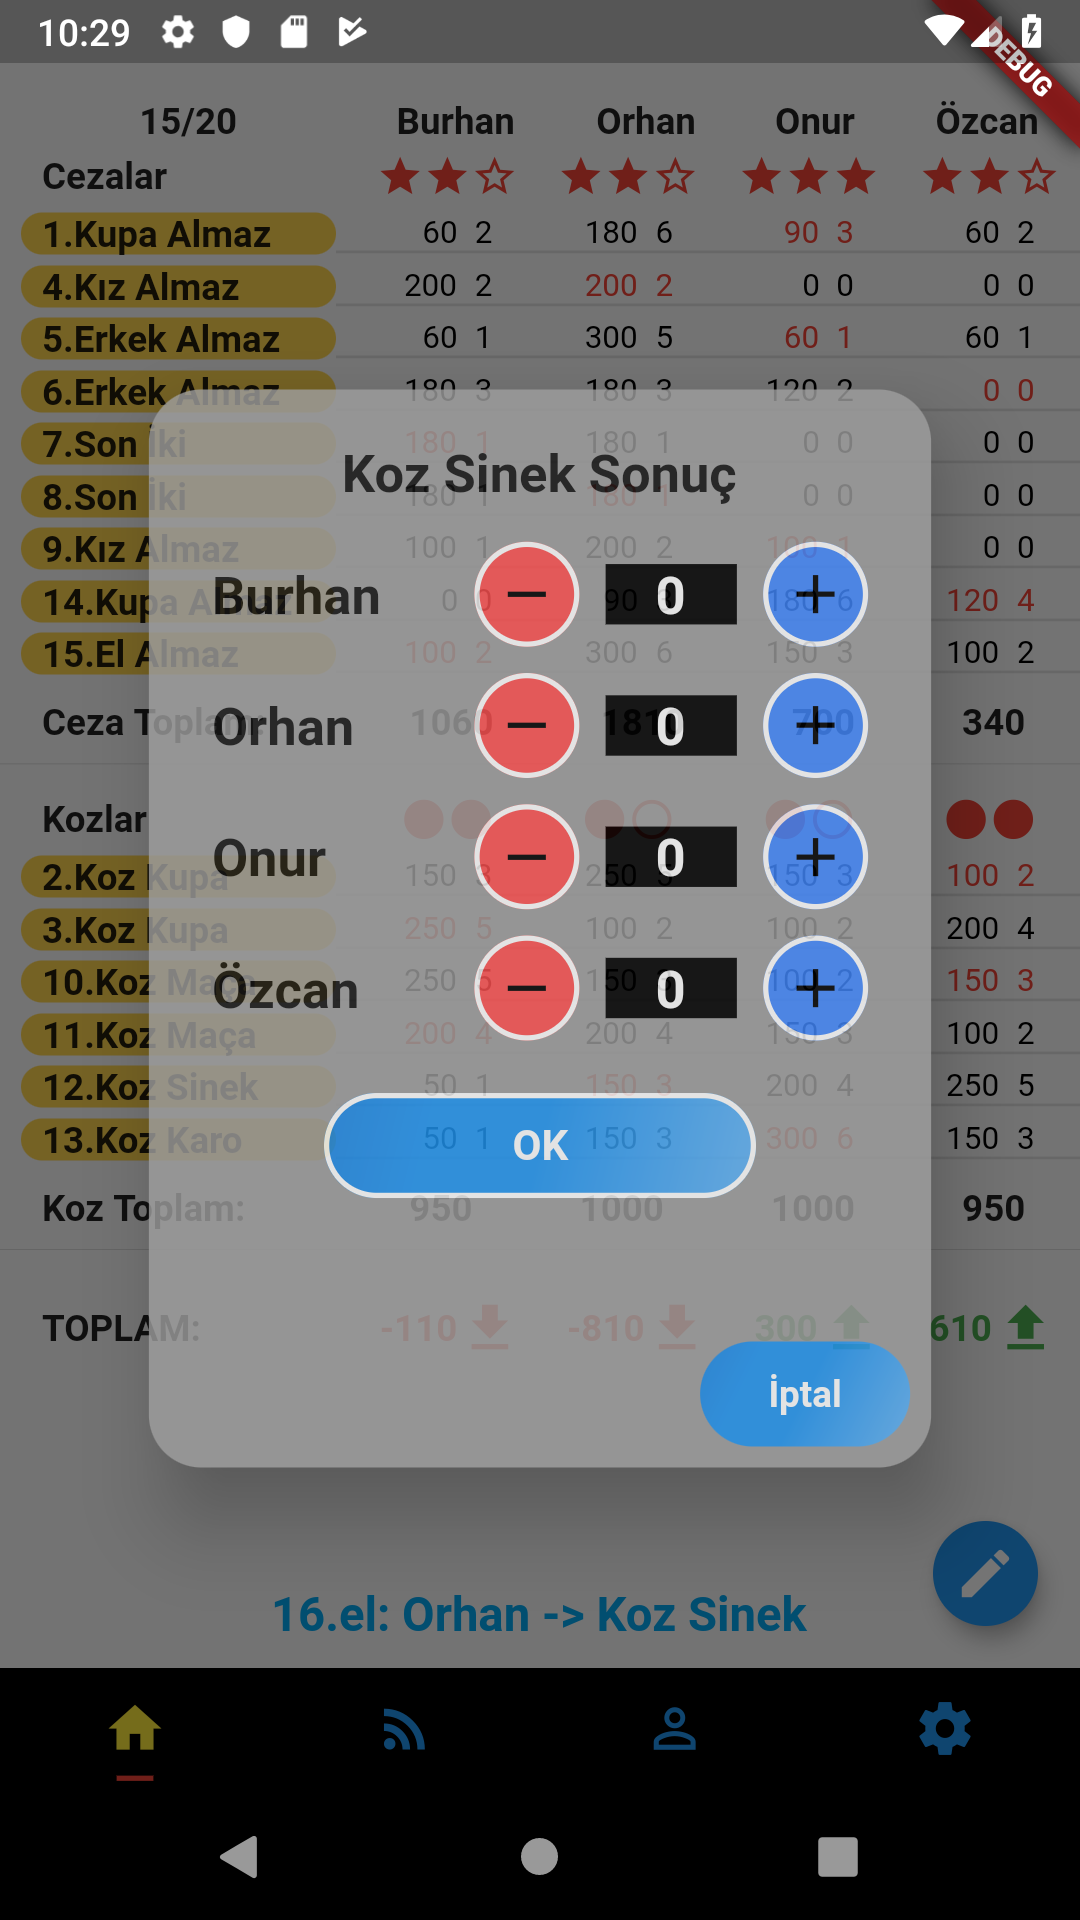 10:29
DEBUG
15/20 Burhan Orhan Onur Özcan
Cezalar
1.Kupa Almaz 60 2 180 6 90 3 60 2
4.Kız Almaz 200 2 200 2 0 0 0 0
5.Erkek Almaz 60 1 300 5 60 1 60 1
6.Erkek Almaz 180 3 180 3 120 2 0 0
7.Son İki 180 1 180 1 0 0 0 0
Koz Sinek Sonuç
8.Son İki 180 1 180 1 0 0 0 0
9.Kız Almaz 100 1 200 2 100 1 0 0
Burhan 0
14.Kupa Almaz 0 0 90 3 180 6 120 4
15.El Almaz 100 2 300 6 150 3 100 2
Ceza Toplam: 1060 1810 790 340
Orhan 0
Kozlar
Onur 0
2.Koz Kupa 150 3 250 5 150 3 100 2
3.Koz Kupa 250 5 100 2 100 2 200 4
10.Koz Maça 250 5 150 3 100 2 150 3
Özcan 0
11.Koz Maça 200 4 200 4 150 3 100 2
12.Koz Sinek 50 1 150 3 200 4 250 5
13.Koz Karo 50 1 150 3 300 6 150 3
OK
Koz Toplam: 950 1000 1000 950
TOPLAM: -110 -810 300 610
İptal
16.el: Orhan -> Koz Sinek